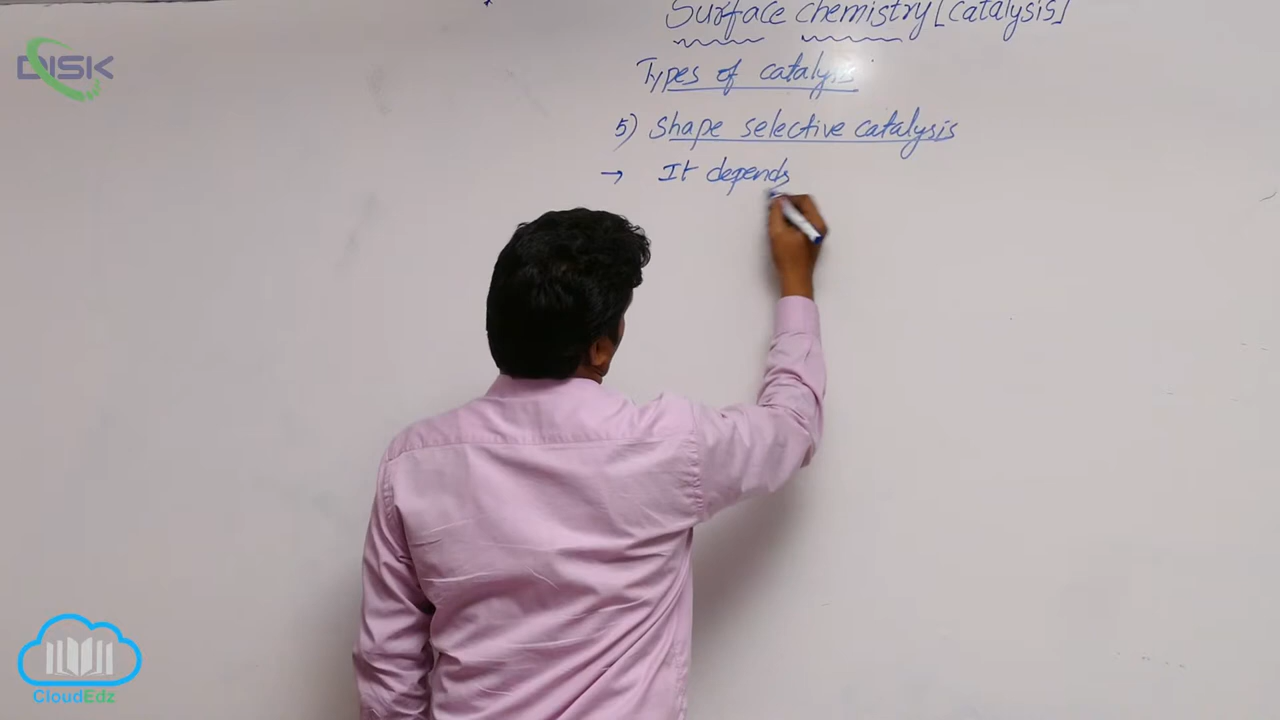 Surface chemistry [catalysis]
Types of catalysis
5) Shape selective catalysis
→ It depends
DISK
CloudEdz